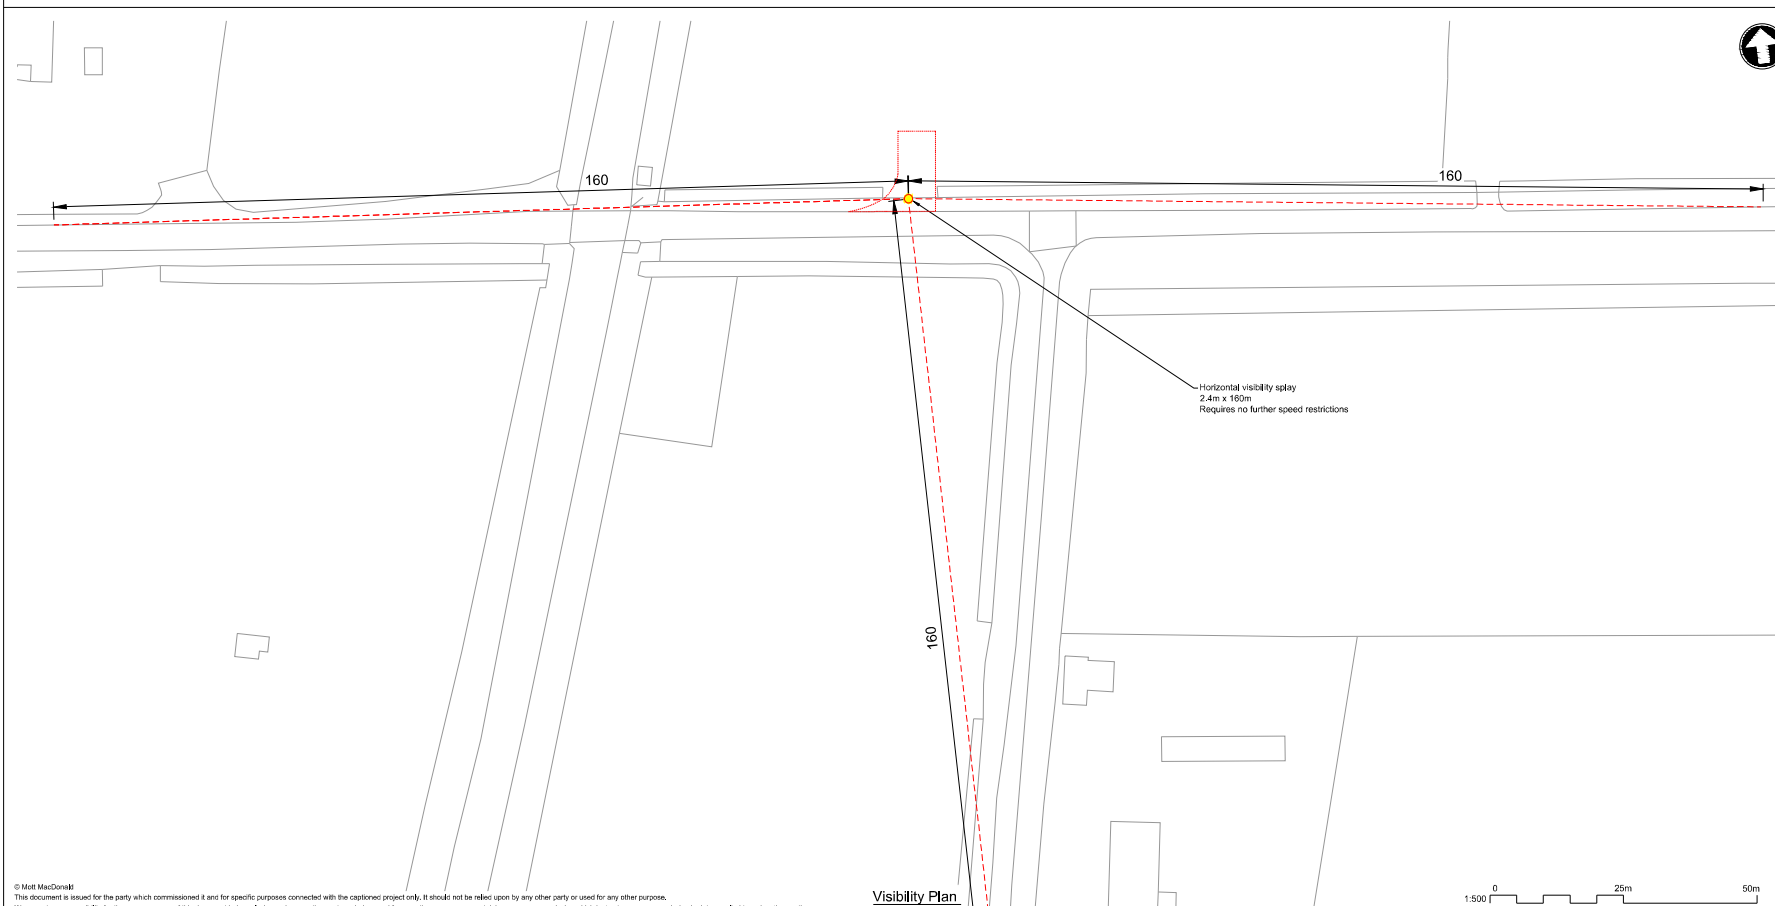 160
160
Horizontal visibility splay
2.4m x 160m
Requires no further speed restrictions
160
© Mott MacDonald
This document is issued for the party which commissioned it and for specific purposes connected with the captioned project only. It should not be relied upon by any other party or used for any other purpose.
Visibility Plan
0 25m 50m
1:500